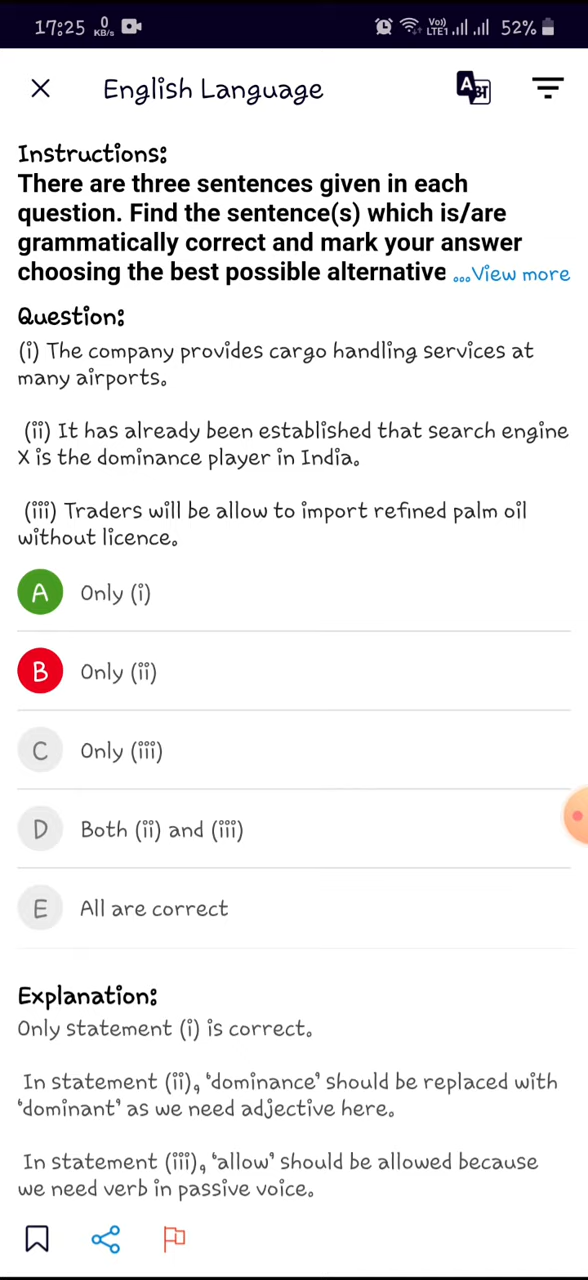 17:25 0 KB/s Vo)) LTE1 52%
English Language
Instructions:
There are three sentences given in each
question. Find the sentence(s) which is/are
grammatically correct and mark your answer
choosing the best possible alternative ...View more
Question:
(i) The company provides cargo handling services at
many airports.
(ii) It has already been established that search engine
X is the dominance player in India.
(iii) Traders will be allow to import refined palm oil
without licence.
A Only (i)
B Only (ii)
C Only (iii)
D Both (ii) and (iii)
E All are correct
Explanation:
Only statement (i) is correct.
In statement (ii), 'dominance' should be replaced with
'dominant' as we need adjective here.
In statement (iii), 'allow' should be allowed because
we need verb in passive voice.